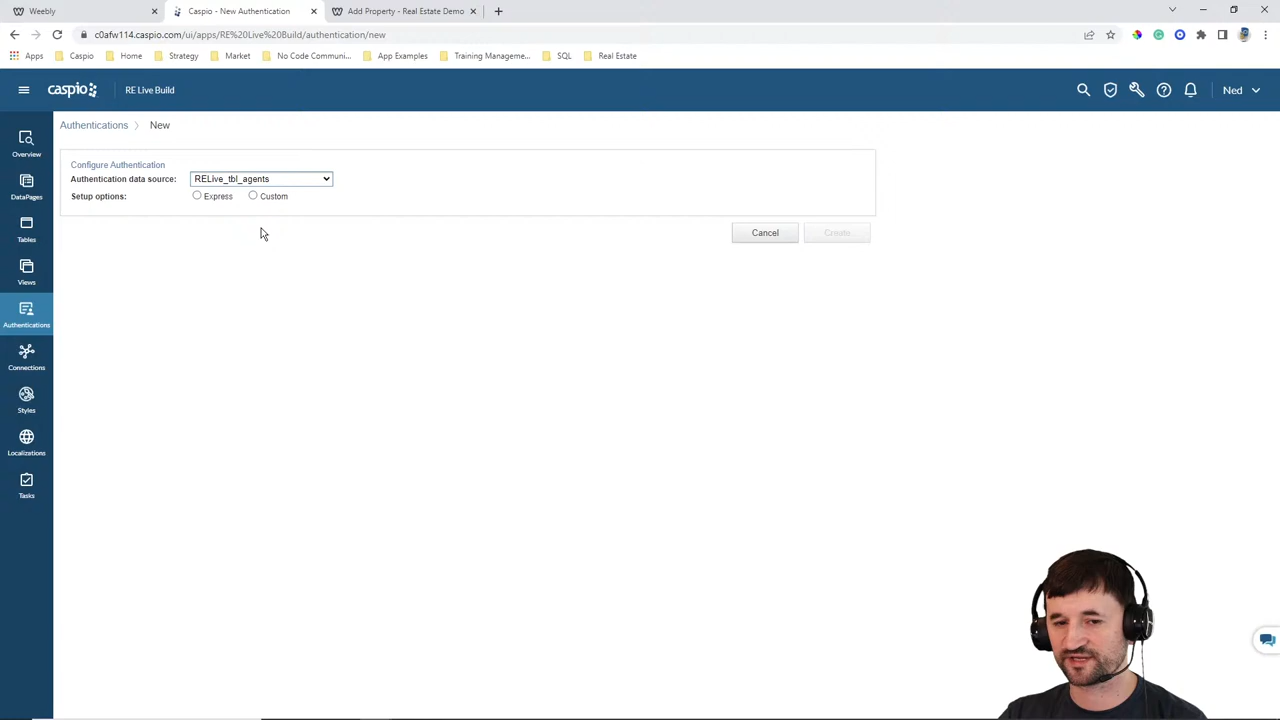 Weebly
Caspio - New Authentication
Add Property - Real Estate Demo
c0afw114.caspio.com/ui/apps/RE%20Live%20Build/authentication/new
Apps
Caspio
Home
Strategy
Market
No Code Communi...
App Examples
Training Manageme...
SQL
Real Estate
caspio
RE Live Build
Ned
Overview
DataPages
Tables
Views
Authentications
Connections
Styles
Localizations
Tasks
Authentications
New
Configure Authentication
Authentication data source: RELive_tbl_agents
Setup options: Express Custom
Cancel
Create...